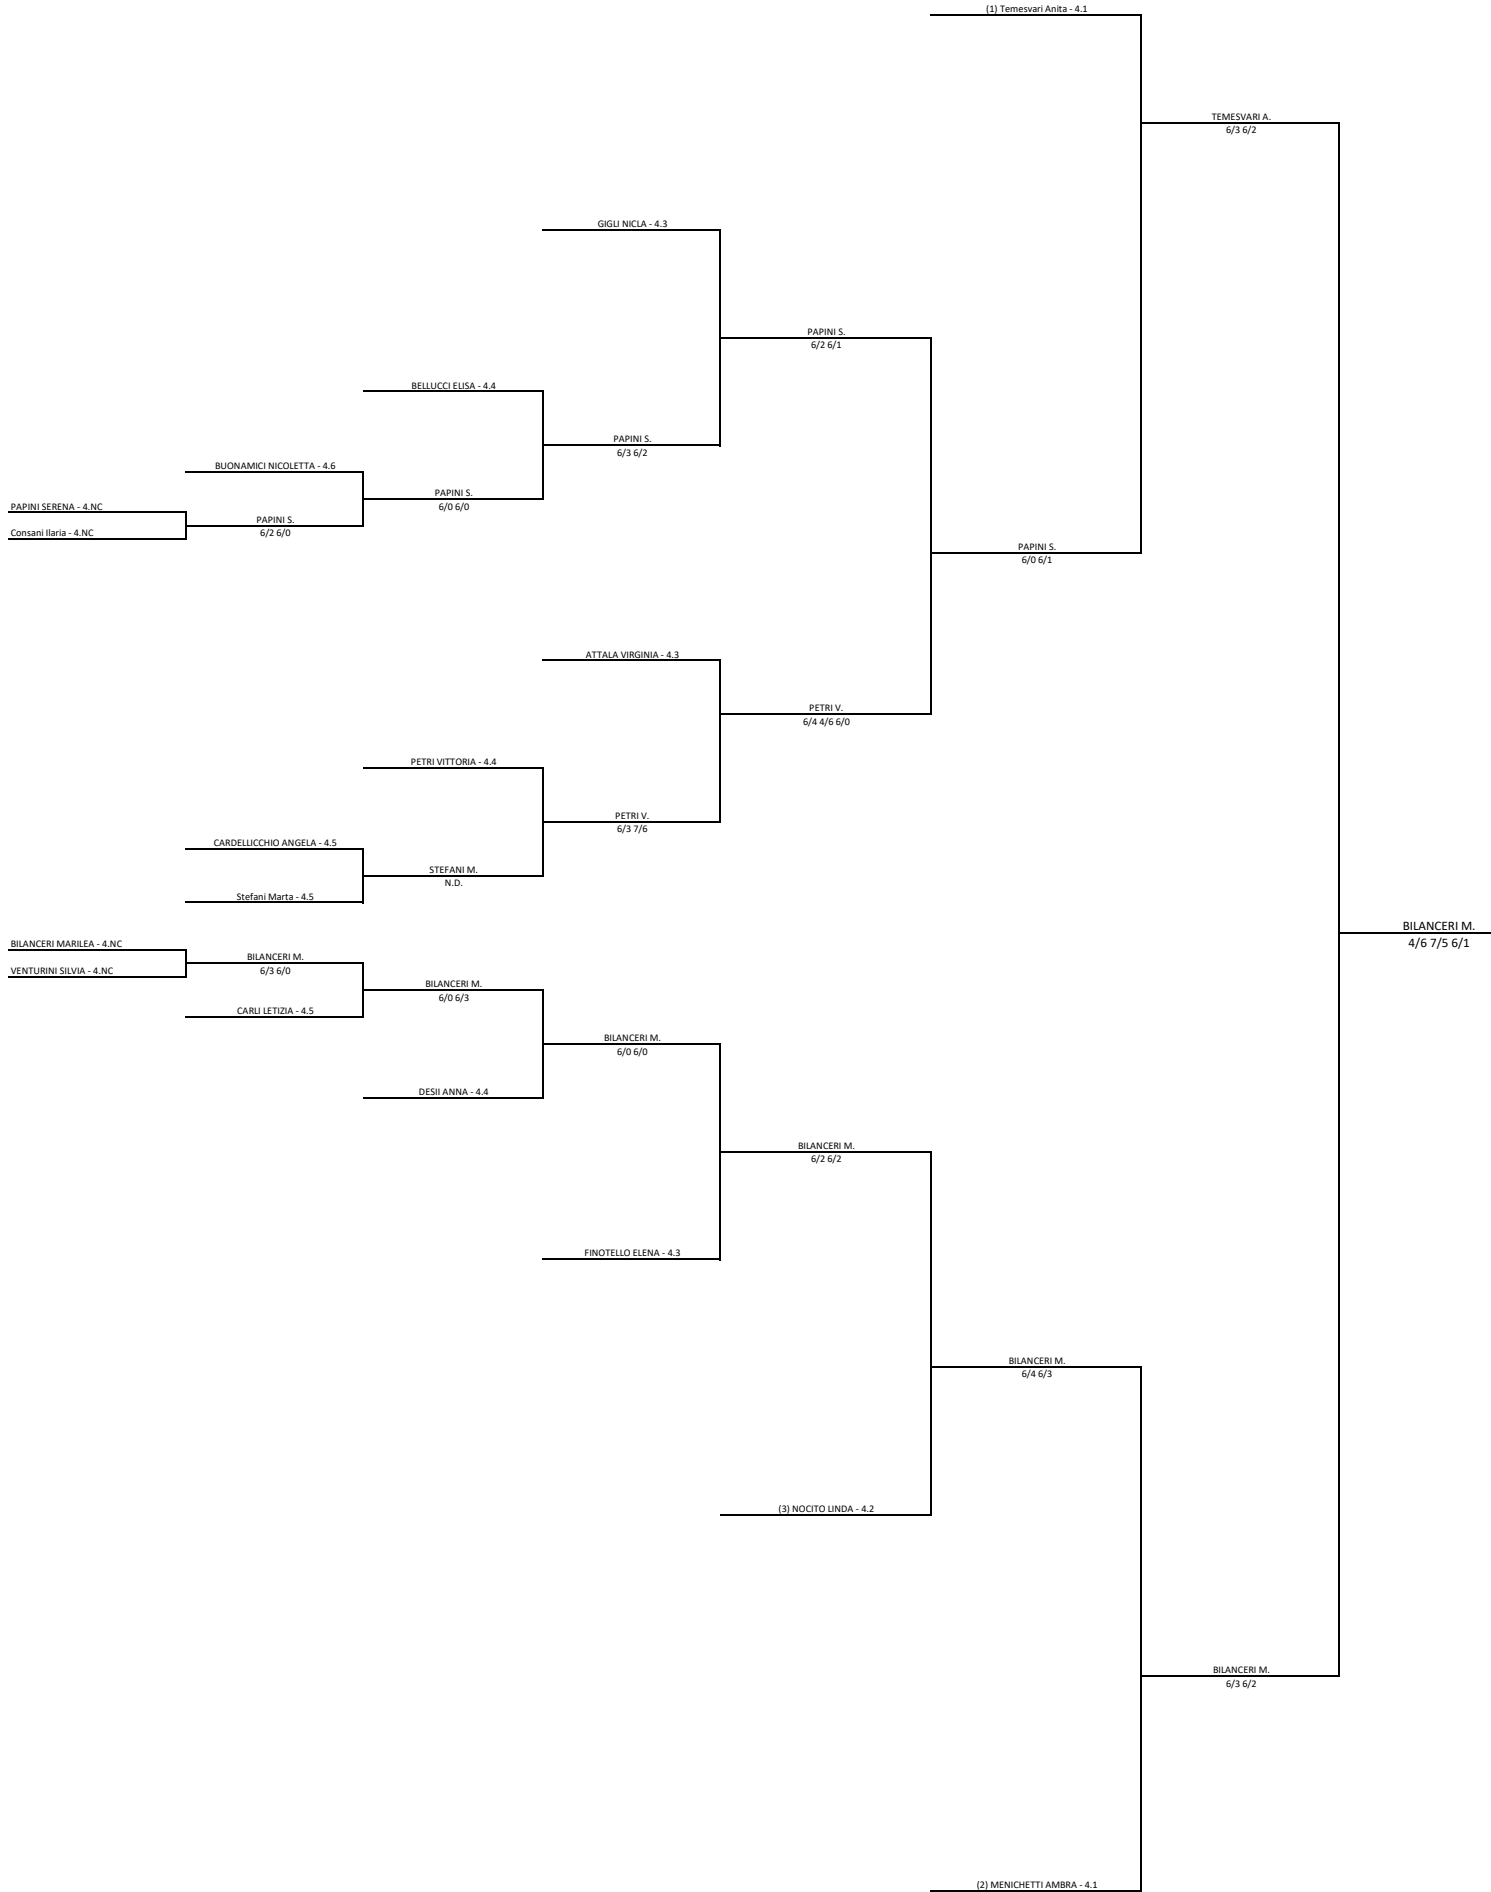 (1) Temesvari Anita - 4.1
TEMESVARI A.
6/3 6/2
GIGLI NICLA - 4.3
PAPINI S.
6/2 6/1
BELLUCCI ELISA - 4.4
PAPINI S.
6/3 6/2
BUONAMICI NICOLETTA - 4.6
PAPINI S.
6/0 6/0
PAPINI SERENA - 4.NC
PAPINI S.
6/2 6/0
Consani Ilaria - 4.NC
PAPINI S.
6/0 6/1
ATTALA VIRGINIA - 4.3
PETRI V.
6/4 4/6 6/0
PETRI VITTORIA - 4.4
PETRI V.
6/3 7/6
CARDELLICCHIO ANGELA - 4.5
STEFANI M.
N.D.
Stefani Marta - 4.5
BILANCERI M.
4/6 7/5 6/1
BILANCERI MARILEA - 4.NC
BILANCERI M.
6/3 6/0
VENTURINI SILVIA - 4.NC
BILANCERI M.
6/0 6/3
CARLI LETIZIA - 4.5
BILANCERI M.
6/0 6/0
DESII ANNA - 4.4
BILANCERI M.
6/2 6/2
FINOTELLO ELENA - 4.3
BILANCERI M.
6/4 6/3
(3) NOCITO LINDA - 4.2
BILANCERI M.
6/3 6/2
(2) MENICHETTI AMBRA - 4.1